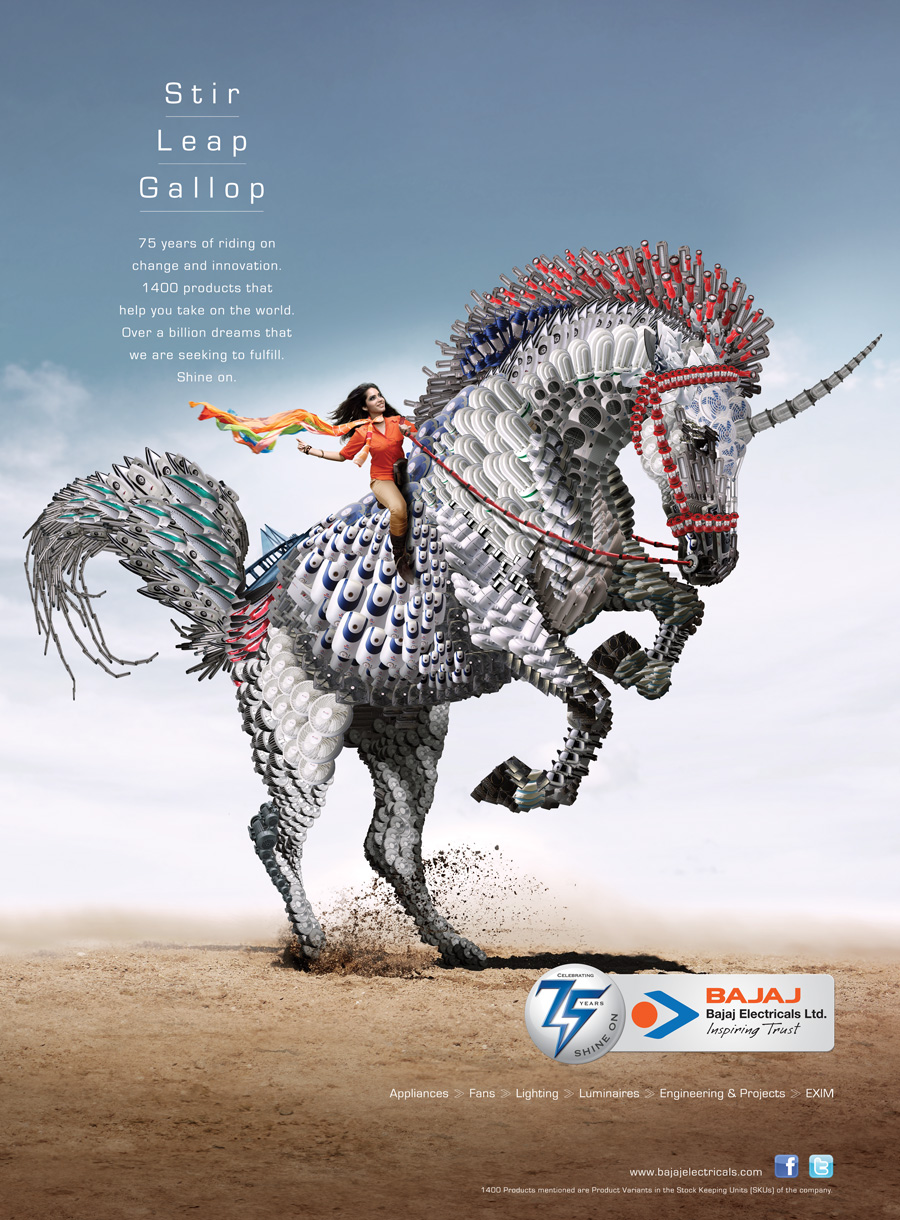 Stir
Leap
Gallop
75 years of riding on
change and innovation.
1400 products that
help you take on the world.
Over a billion dreams that
we are seeking to fulfill.
Shine on.
CELEBRATING
75
YEARS
SHINE ON
BAJAJ
Bajaj Electricals Ltd.
Inspiring Trust
Appliances >> Fans >> Lighting >> Luminaires >> Engineering & Projects >> EXIM
www.bajajelectricals.com
1400 Products mentioned are Product Variants in the Stock Keeping Units (SKUs) of the company.